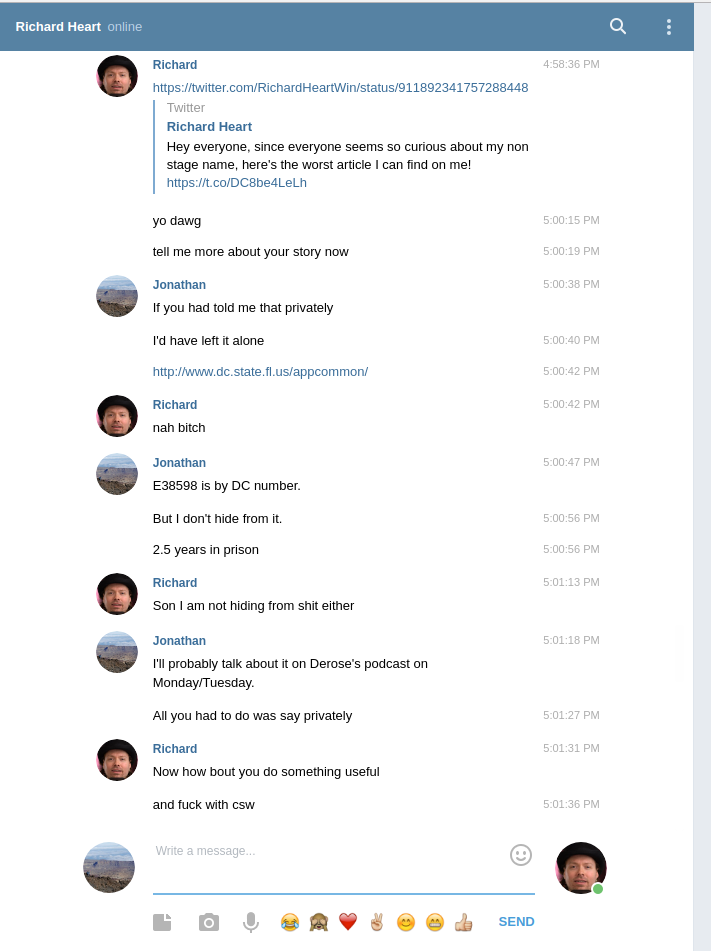 Richard Heart online
Richard 4:58:36 PM
https://twitter.com/RichardHeartWin/status/911892341757288448
Twitter
Richard Heart
Hey everyone, since everyone seems so curious about my non
stage name, here's the worst article I can find on me!
https://t.co/DC8be4LeLh
yo dawg 5:00:15 PM
tell me more about your story now 5:00:19 PM
Jonathan 5:00:38 PM
If you had told me that privately
I'd have left it alone 5:00:40 PM
http://www.dc.state.fl.us/appcommon/ 5:00:42 PM
Richard 5:00:42 PM
nah bitch
Jonathan 5:00:47 PM
E38598 is by DC number.
But I don't hide from it. 5:00:56 PM
2.5 years in prison 5:00:56 PM
Richard 5:01:13 PM
Son I am not hiding from shit either
Jonathan 5:01:18 PM
I'll probably talk about it on Derose's podcast on
Monday/Tuesday.
All you had to do was say privately 5:01:27 PM
Richard 5:01:31 PM
Now how bout you do something useful
and fuck with csw 5:01:36 PM
Write a message...
SEND